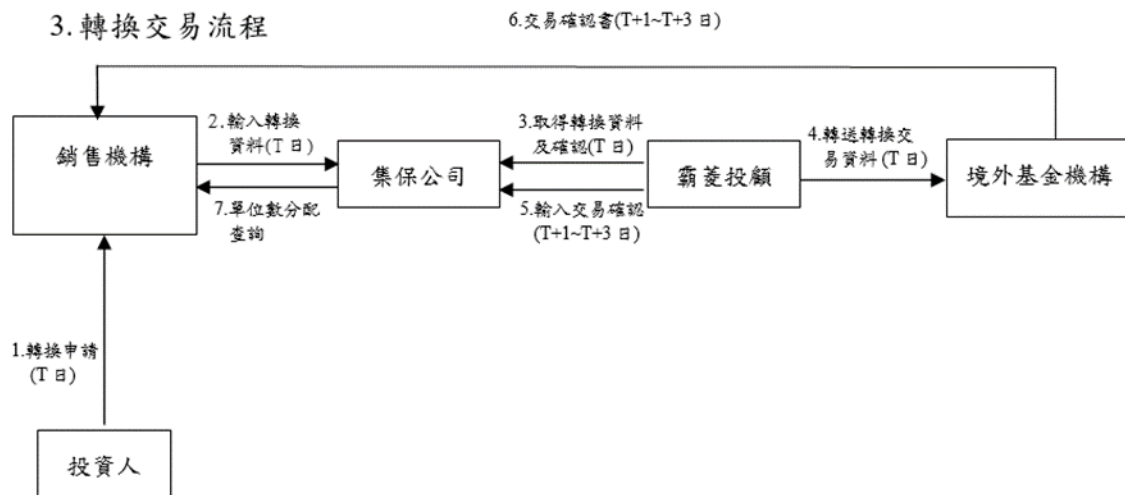 3.轉換交易流程
6.交易確認書(T+1~T+3 日)
銷售機構
2.輸入轉換
資料(T 日)
集保公司
7.單位數分配
查詢
3.取得轉換資料
及確認(T 日)
霸菱投顧
5.輸入交易確認
(T+1~T+3 日)
4.轉送轉換交
易資料(T 日)
境外基金機構
1.轉換申請
(T 日)
投資人